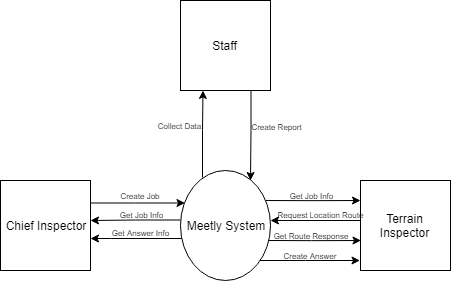 Staff
Collect Data
Create Report
Chief Inspector
Create Job
Get Job Info
Get Answer Info
Meetly System
Get Job Info
Request Location Route
Get Route Response
Create Answer
Terrain
Inspector